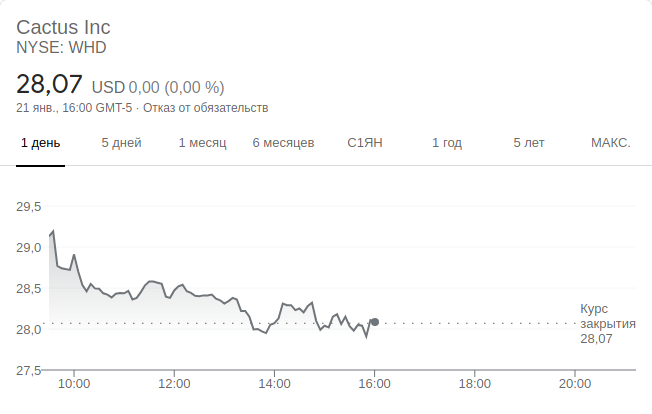 Cactus Inc
NYSE: WHD
28,07 USD 0,00 (0,00 %)
21 янв., 16:00 GMT-5 · Отказ от обязательств
1 день 5 дней 1 месяц 6 месяцев С1ЯН 1 год 5 лет МАКС.
29,5
29,0
28,5
28,0
27,5
Курс
закрытия
28,07
10:00 12:00 14:00 16:00 18:00 20:00